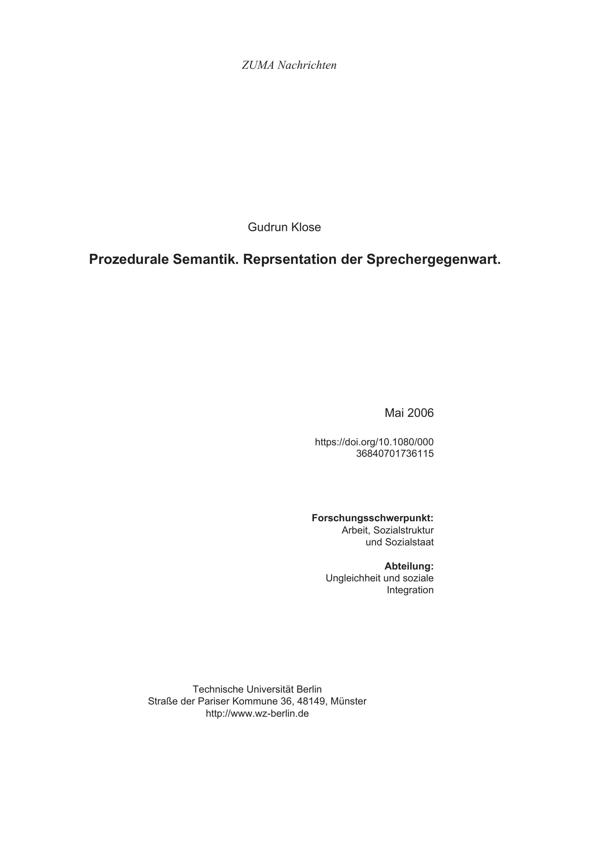 ZUMA Nachrichten
Gudrun Klose
Prozedurale Semantik. Reprsentation der Sprechergegenwart.
Mai 2006
https://doi.org/10.1080/000
36840701736115
Forschungsschwerpunkt:
Arbeit, Sozialstruktur
und Sozialstaat
Abteilung:
Ungleichheit und soziale
Integration
Technische Universität Berlin
Straße der Pariser Kommune 36, 48149, Münster
http://www.wz-berlin.de